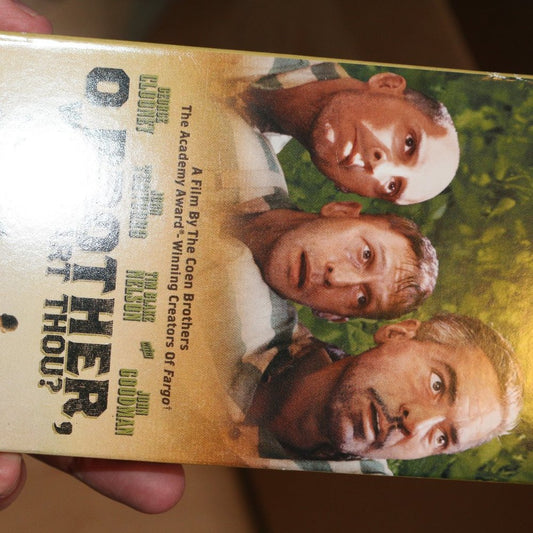 A Film By The Coen Brothers
The Academy Award®-Winning Creators Of Fargo†
GEORGE
CLOONEY
JOHN
TURTURRO
TIM BLAKE
NELSON
AND
JOHN
GOODMAN
O BROTHER,
ART THOU?